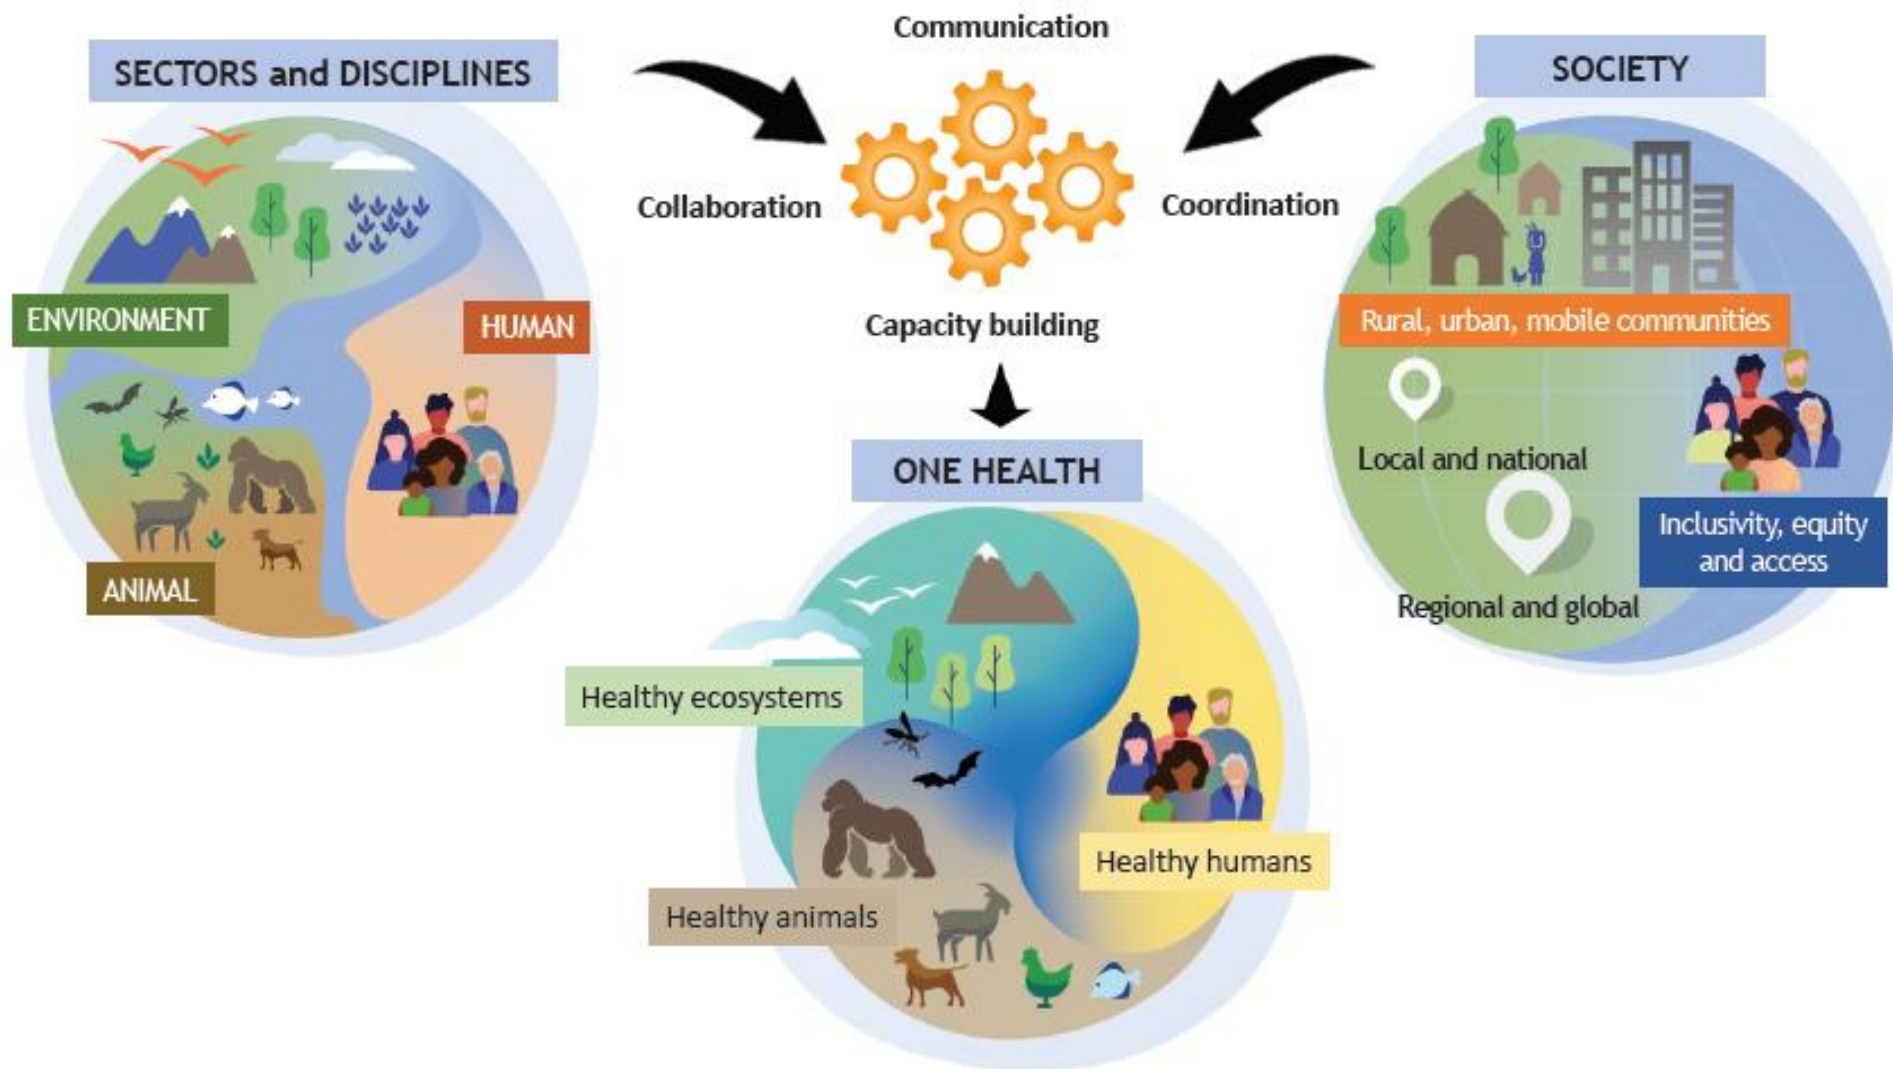 SECTORS and DISCIPLINES
ENVIRONMENT
HUMAN
ANIMAL
Communication
Collaboration
Coordination
Capacity building
SOCIETY
Rural, urban, mobile communities
Local and national
Inclusivity, equity
and access
Regional and global
ONE HEALTH
Healthy ecosystems
Healthy humans
Healthy animals